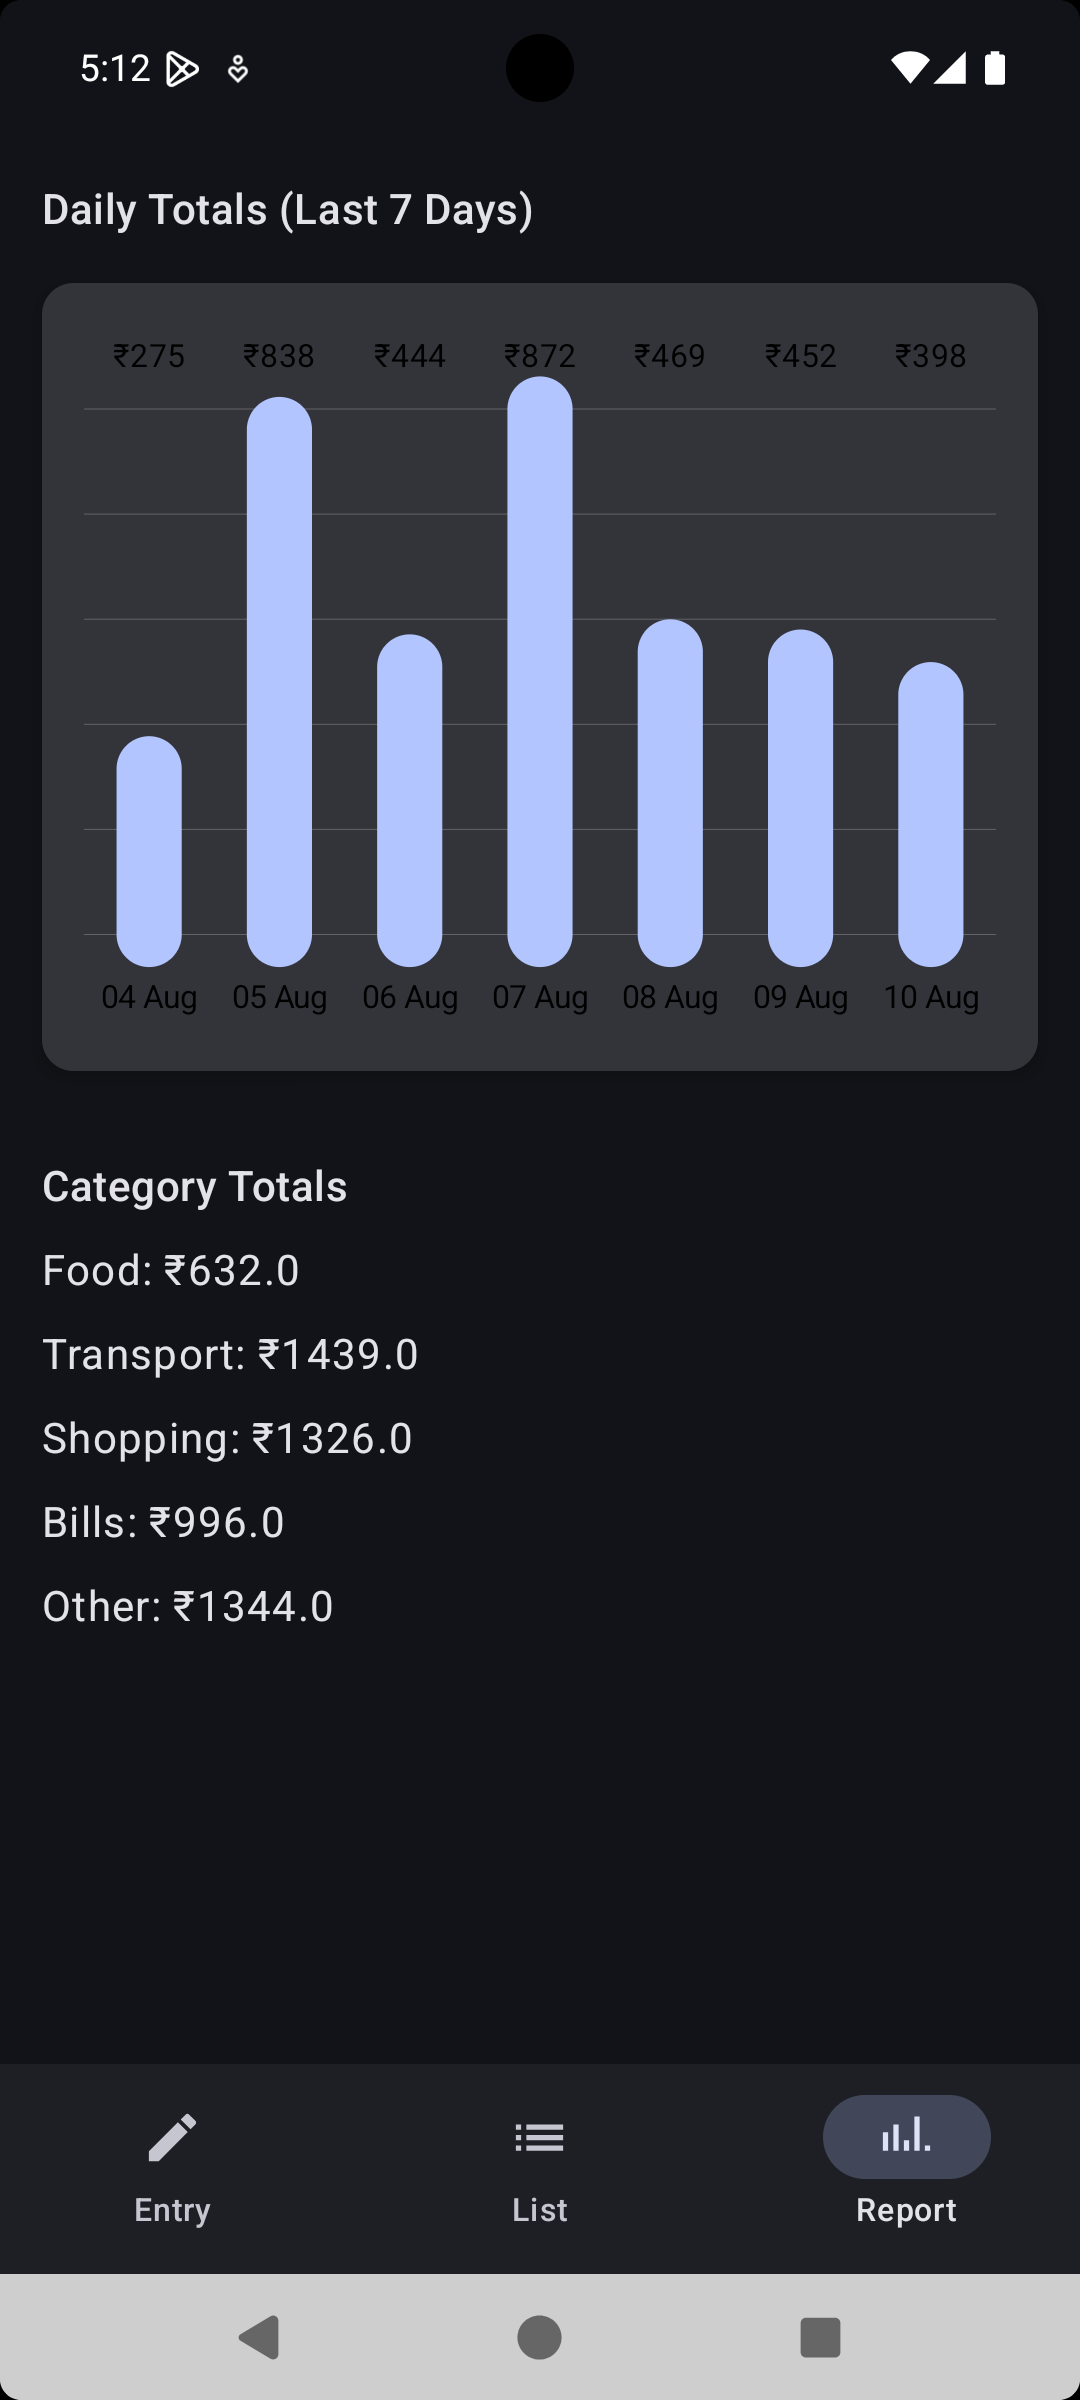 5:12
Daily Totals (Last 7 Days)
₹275 ₹838 ₹444 ₹872 ₹469 ₹452 ₹398
04 Aug 05 Aug 06 Aug 07 Aug 08 Aug 09 Aug 10 Aug
Category Totals
Food: ₹632.0
Transport: ₹1439.0
Shopping: ₹1326.0
Bills: ₹996.0
Other: ₹1344.0
Entry List Report